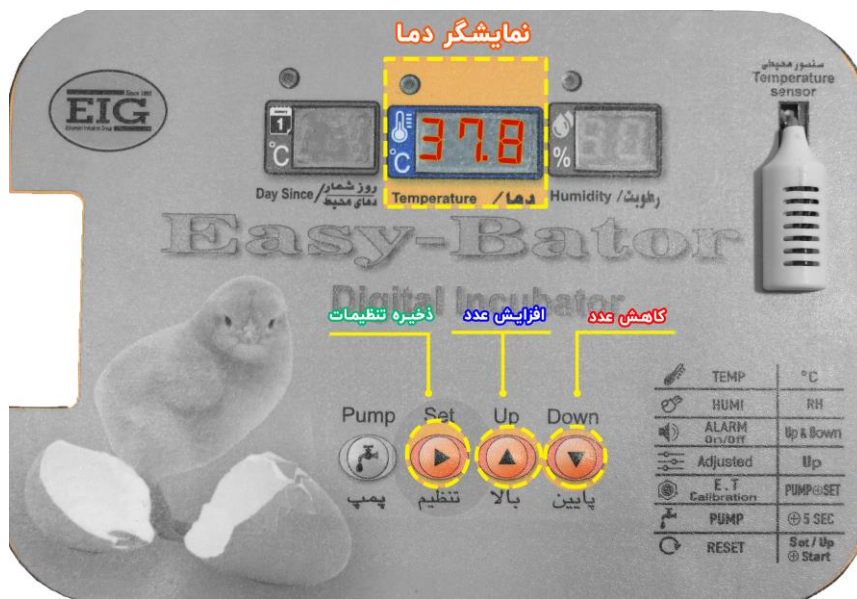 نمایشگر دما
Since 1982
EIG
سنسور محیطی
Temperature
sensor
°C
37.8
°C
%
Day Since/روز شمار
دمای محیط
Temperature / دما
Humidity / رطوبت
Easy-Bator
Digital Incubator
ذخیره تنظیمات
افزایش عدد
کاهش عدد
Pump
Set
Up
Down
پمپ
تنظیم
بالا
پایین
TEMP °C
HUMI RH
ALARM On/Off Up & Down
Adjusted Up
E.T Calibration PUMP⊕SET
PUMP ⊕5 SEC
RESET Set / Up ⊕ Start